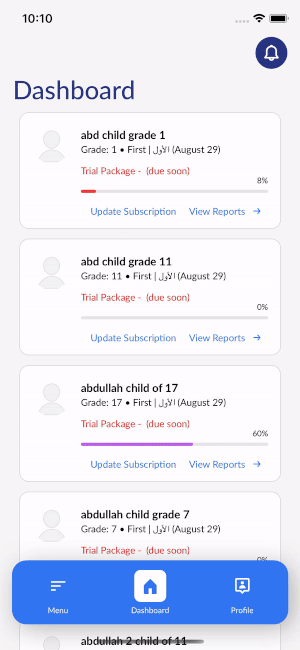 10:10
Dashboard
abd child grade 1
Grade: 1 • First | الأول (August 29)
Trial Package - (due soon)
8%
Update Subscription View Reports →
abd child grade 11
Grade: 11 • First | الأول (August 29)
Trial Package - (due soon)
0%
Update Subscription View Reports →
abdullah child of 17
Grade: 17 • First | الأول (August 29)
Trial Package - (due soon)
60%
Update Subscription View Reports →
abdullah child grade 7
Grade: 7 • First | الأول (August 29)
Trial Package - (due soon)
0%
Menu Dashboard Profile
abdullah 2 child of 11